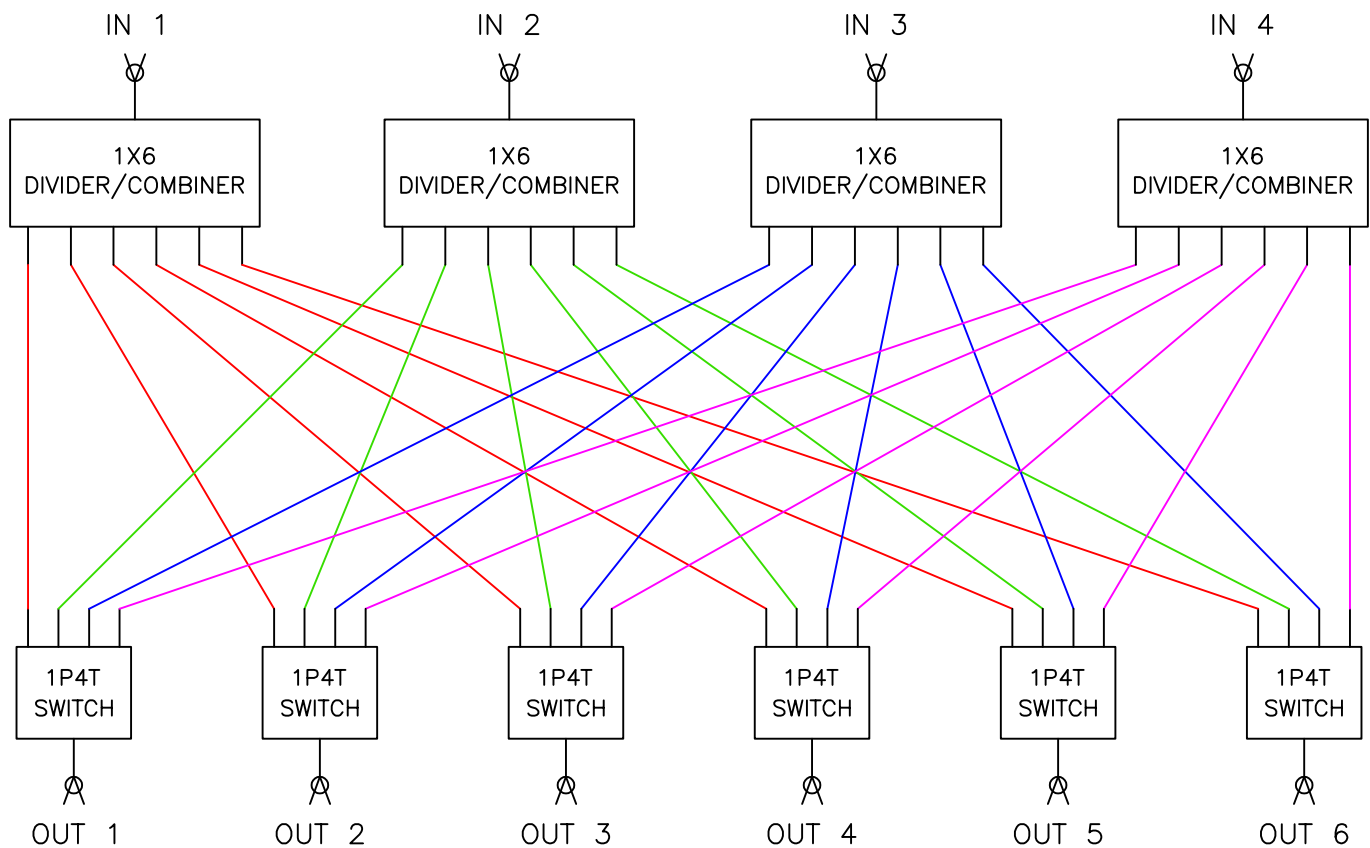 IN 1
IN 2
IN 3
IN 4
1X6
DIVIDER/COMBINER
1X6
DIVIDER/COMBINER
1X6
DIVIDER/COMBINER
1X6
DIVIDER/COMBINER
1P4T
SWITCH
1P4T
SWITCH
1P4T
SWITCH
1P4T
SWITCH
1P4T
SWITCH
1P4T
SWITCH
OUT 1
OUT 2
OUT 3
OUT 4
OUT 5
OUT 6